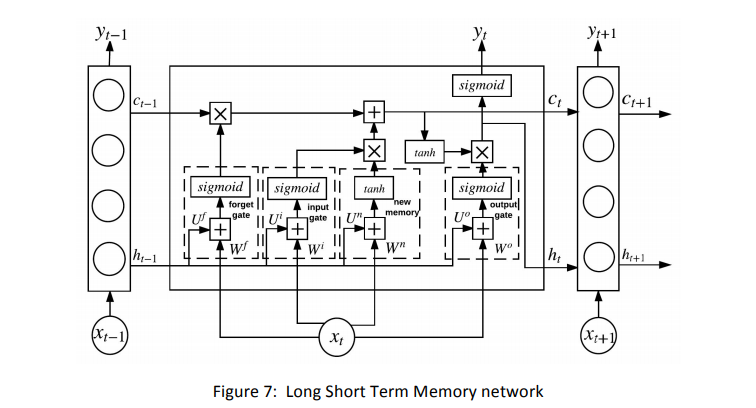 y_{t−1} y_t y_{t+1}
sigmoid
c_{t−1} c_t c_{t+1}
tanh
sigmoid sigmoid tanh sigmoid
forget gate input gate new memory output gate
U^f U^i U^n U^o
W^f W^i W^n W^o
h_{t−1} h_t h_{t+1}
x_{t−1} x_t x_{t+1}
Figure 7: Long Short Term Memory network